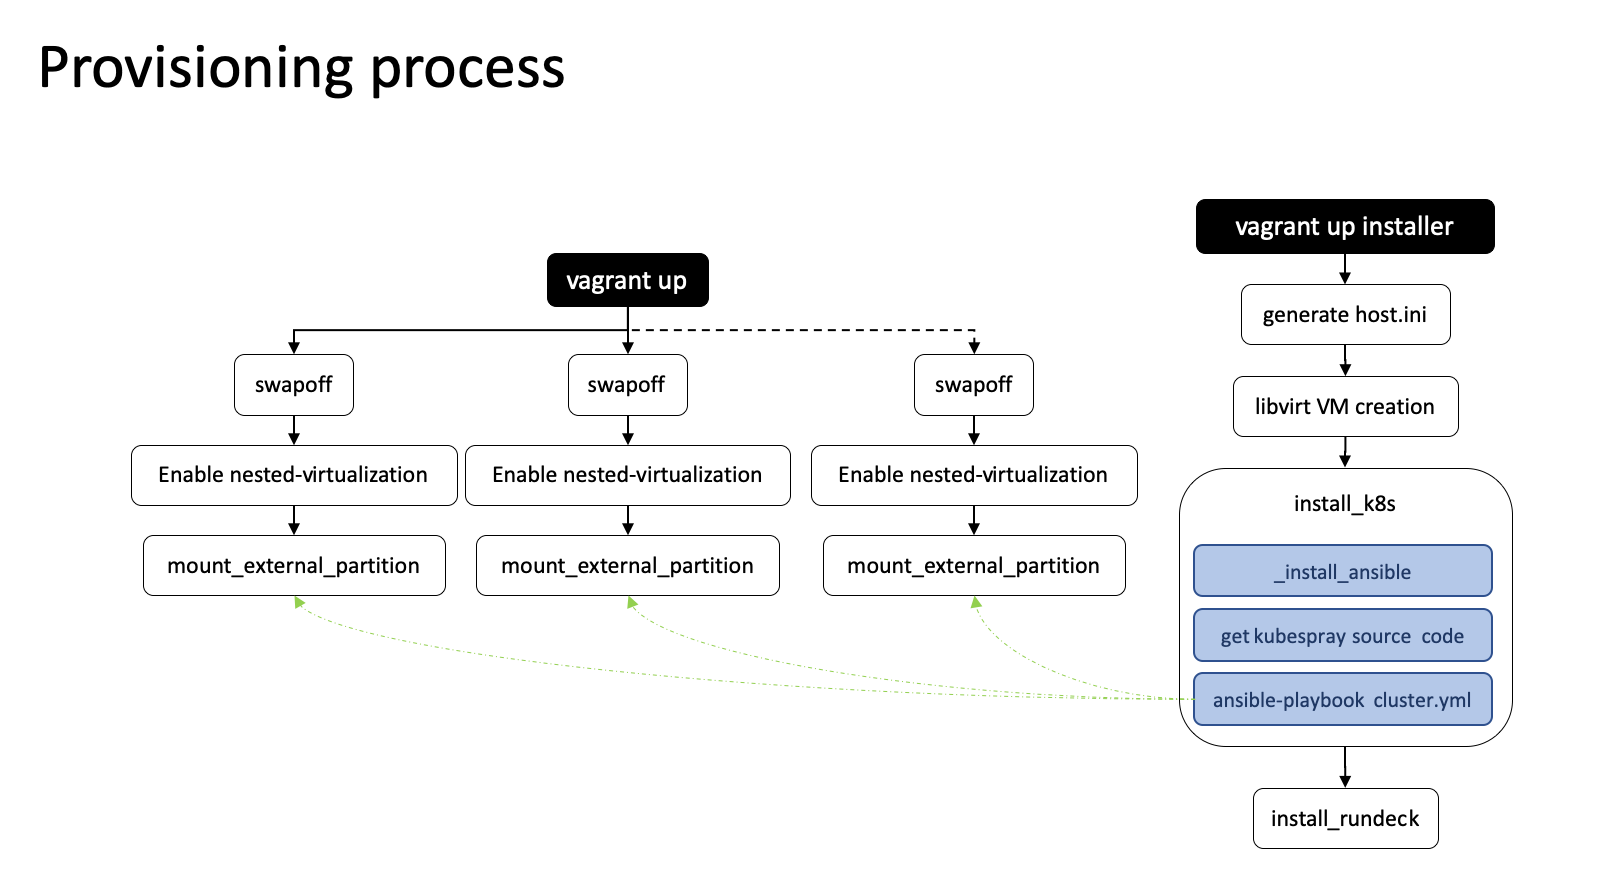 Provisioning process
vagrant up
swapoff
Enable nested-virtualization
mount_external_partition
swapoff
Enable nested-virtualization
mount_external_partition
swapoff
Enable nested-virtualization
mount_external_partition
vagrant up installer
generate host.ini
libvirt VM creation
install_k8s
_install_ansible
get kubespray source code
ansible-playbook cluster.yml
install_rundeck